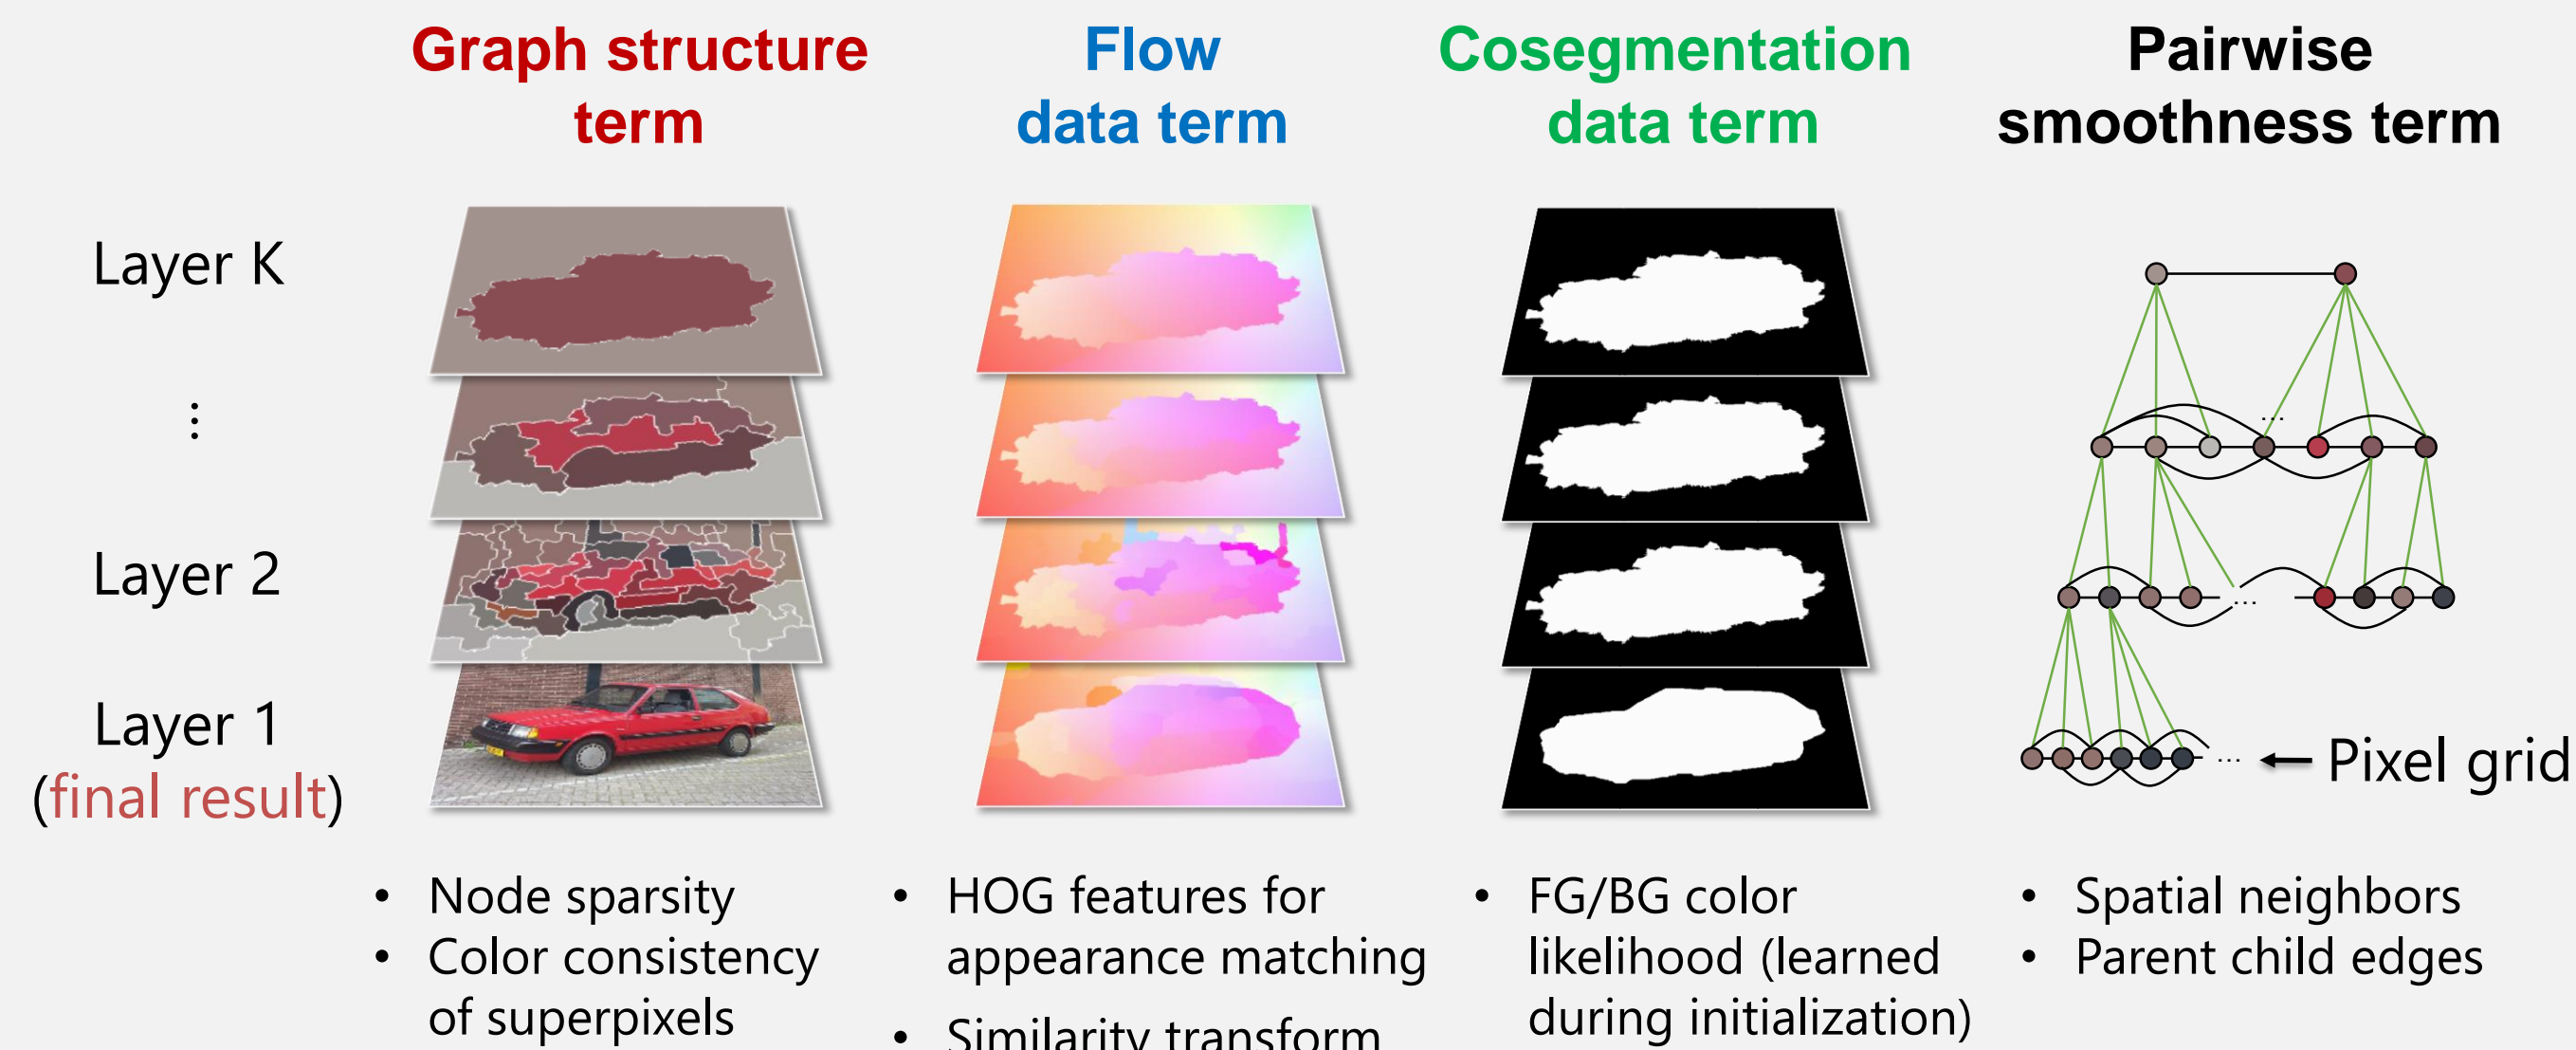 Graph structure
term
Flow
data term
Cosegmentation
data term
Pairwise
smoothness term
Layer K
⋮
Layer 2
Layer 1
(final result)
...
...
... ← Pixel grid
• Node sparsity
• Color consistency
of superpixels
• HOG features for
appearance matching
• Similarity transform
• FG/BG color
likelihood (learned
during initialization)
• Spatial neighbors
• Parent child edges